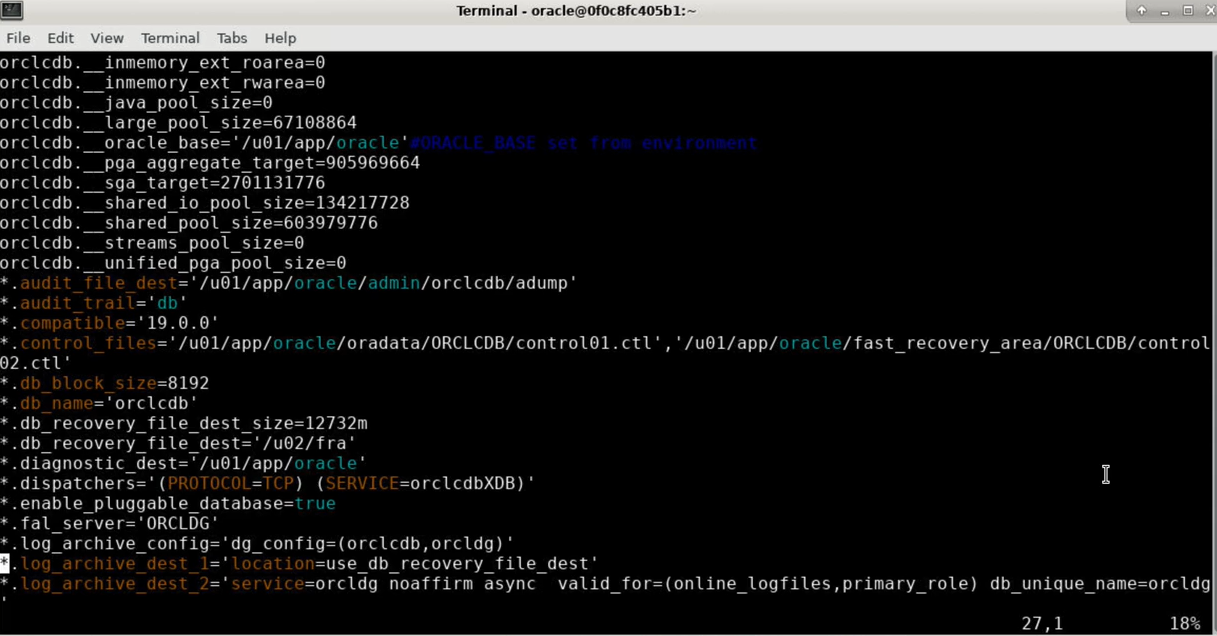 Terminal - oracle@0f0c8fc405b1:~
File Edit View Terminal Tabs Help
orclcdb.__inmemory_ext_roarea=0
orclcdb.__inmemory_ext_rwarea=0
orclcdb.__java_pool_size=0
orclcdb.__large_pool_size=67108864
orclcdb.__oracle_base='/u01/app/oracle'#ORACLE_BASE set from environment
orclcdb.__pga_aggregate_target=905969664
orclcdb.__sga_target=2701131776
orclcdb.__shared_io_pool_size=134217728
orclcdb.__shared_pool_size=603979776
orclcdb.__streams_pool_size=0
orclcdb.__unified_pga_pool_size=0
*.audit_file_dest='/u01/app/oracle/admin/orclcdb/adump'
*.audit_trail='db'
*.compatible='19.0.0'
*.control_files='/u01/app/oracle/oradata/ORCLCDB/control01.ctl','/u01/app/oracle/fast_recovery_area/ORCLCDB/control
02.ctl'
*.db_block_size=8192
*.db_name='orclcdb'
*.db_recovery_file_dest_size=12732m
*.db_recovery_file_dest='/u02/fra'
*.diagnostic_dest='/u01/app/oracle'
*.dispatchers='(PROTOCOL=TCP) (SERVICE=orclcdbXDB)'
*.enable_pluggable_database=true
*.fal_server='ORCLDG'
*.log_archive_config='dg_config=(orclcdb,orcldg)'
*.log_archive_dest_1='location=use_db_recovery_file_dest'
*.log_archive_dest_2='service=orcldg noaffirm async  valid_for=(online_logfiles,primary_role) db_unique_name=orcldg
'
27,1 18%